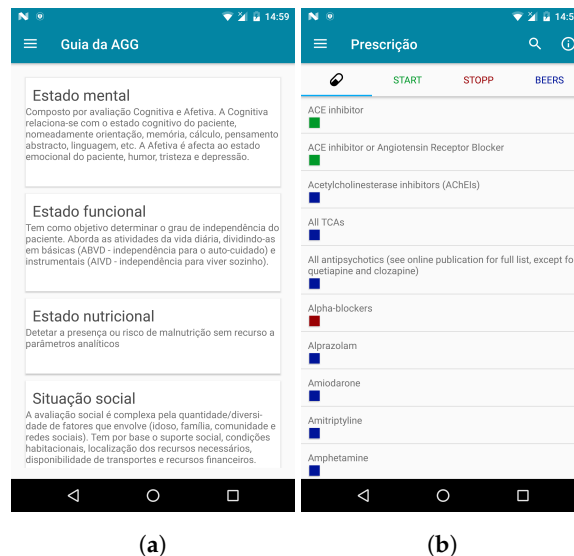 14:59
Guia da AGG
Estado mental
Composto por avaliação Cognitiva e Afetiva. A Cognitiva
relaciona-se com o estado cognitivo do paciente,
nomeadamente orientação, memória, cálculo, pensamento
abstracto, linguagem, etc. A Afetiva é afecta ao estado
emocional do paciente, humor, tristeza e depressão.
Estado funcional
Tem como objetivo determinar o grau de independência do
paciente. Aborda as atividades da vida diária, dividindo-as
em básicas (ABVD - independência para o auto-cuidado) e
instrumentais (AIVD - independência para viver sozinho).
Estado nutricional
Detetar a presença ou risco de malnutrição sem recurso a
parâmetros analíticos
Situação social
A avaliação social é complexa pela quantidade/diversi-
dade de fatores que envolve (idoso, família, comunidade e
redes sociais). Tem por base o suporte social, condições
habitacionais, localização dos recursos necessários,
disponibilidade de transportes e recursos financeiros.
(a)
14:5
Prescrição
START STOPP BEERS
ACE inhibitor
ACE inhibitor or Angiotensin Receptor Blocker
Acetylcholinesterase inhibitors (AChEIs)
All TCAs
All antipsychotics (see online publication for full list, except fo
quetiapine and clozapine)
Alpha-blockers
Alprazolam
Amiodarone
Amitriptyline
Amphetamine
(b)